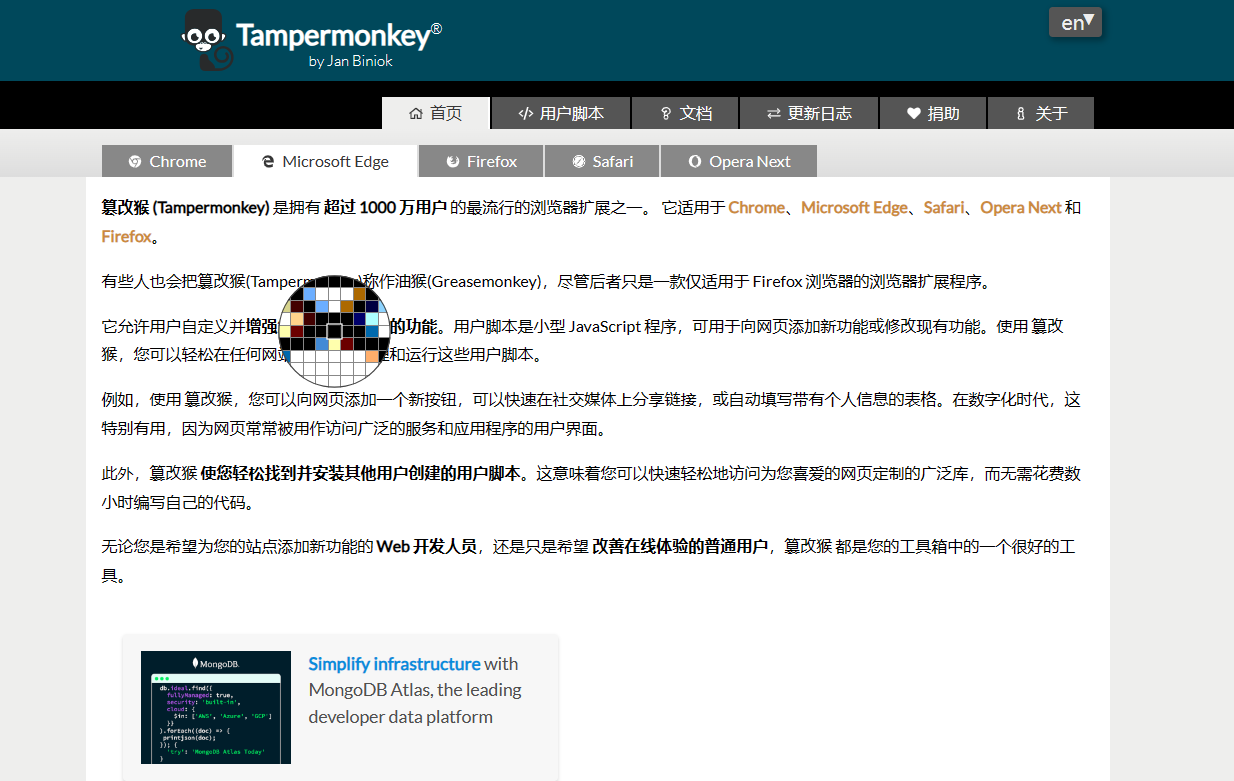 Tampermonkey®
by Jan Biniok
en
首页
用户脚本
文档
更新日志
捐助
关于
Chrome
Microsoft Edge
Firefox
Safari
Opera Next
篡改猴 (Tampermonkey) 是拥有 超过 1000 万用户 的最流行的浏览器扩展之一。 它适用于 Chrome、Microsoft Edge、Safari、Opera Next 和
Firefox。
有些人也会把篡改猴(Tamperm )称作油猴(Greasemonkey)，尽管后者只是一款仅适用于 Firefox 浏览器的浏览器扩展程序。
它允许用户自定义并增强 的功能。用户脚本是小型 JavaScript 程序，可用于向网页添加新功能或修改现有功能。使用 篡改
猴，您可以轻松在任何网 和运行这些用户脚本。
例如，使用 篡改猴，您可以向网页添加一个新按钮，可以快速在社交媒体上分享链接，或自动填写带有个人信息的表格。在数字化时代，这
特别有用，因为网页常常被用作访问广泛的服务和应用程序的用户界面。
此外，篡改猴 使您轻松找到并安装其他用户创建的用户脚本。这意味着您可以快速轻松地访问为您喜爱的网页定制的广泛库，而无需花费数
小时编写自己的代码。
无论您是希望为您的站点添加新功能的 Web 开发人员，还是只是希望 改善在线体验的普通用户，篡改猴 都是您的工具箱中的一个很好的工
具。
MongoDB.
db.ideal.find({
fullyManaged: true,
security: 'built-in',
cloud: {
$in: ['AWS', 'Azure', 'GCP']
}}
).forEach((doc) => {
printjson(doc);
}); {
'try': 'MongoDB Atlas Today'
}
Simplify infrastructure with
MongoDB Atlas, the leading
developer data platform